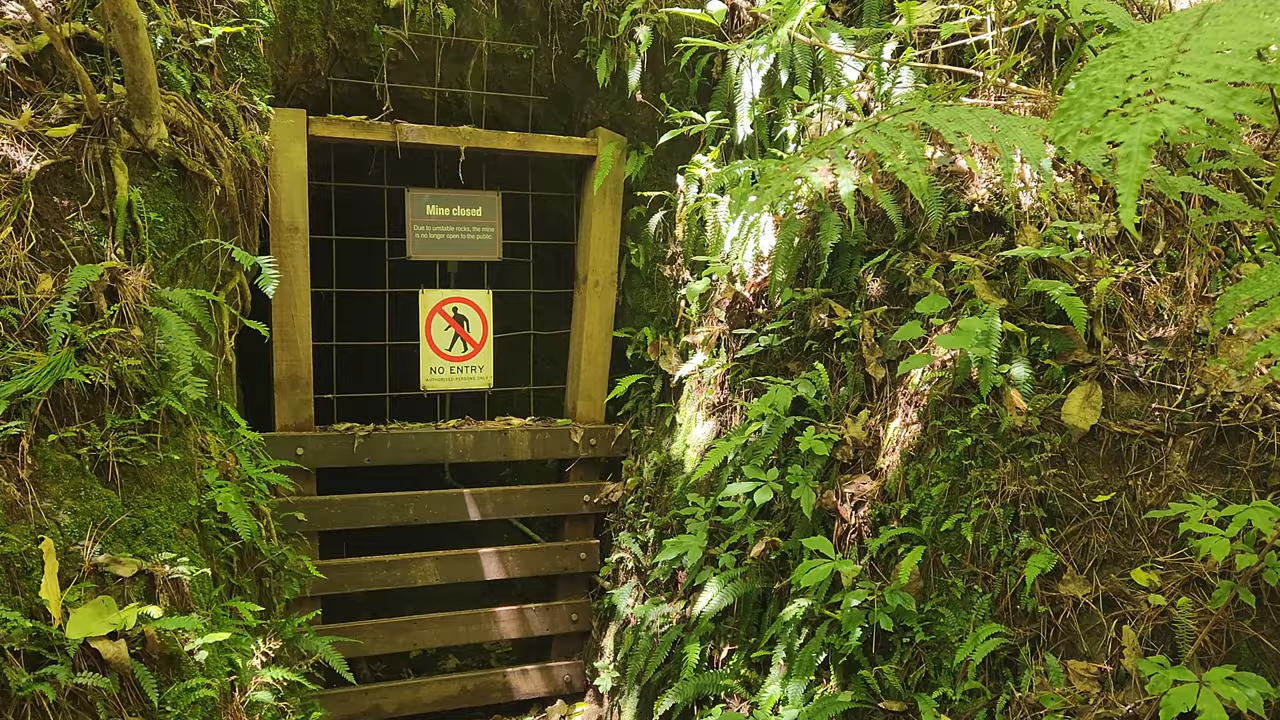 Mine closed
Due to unstable rocks, the mine
is no longer open to the public.
NO ENTRY
AUTHORISED PERSONS ONLY